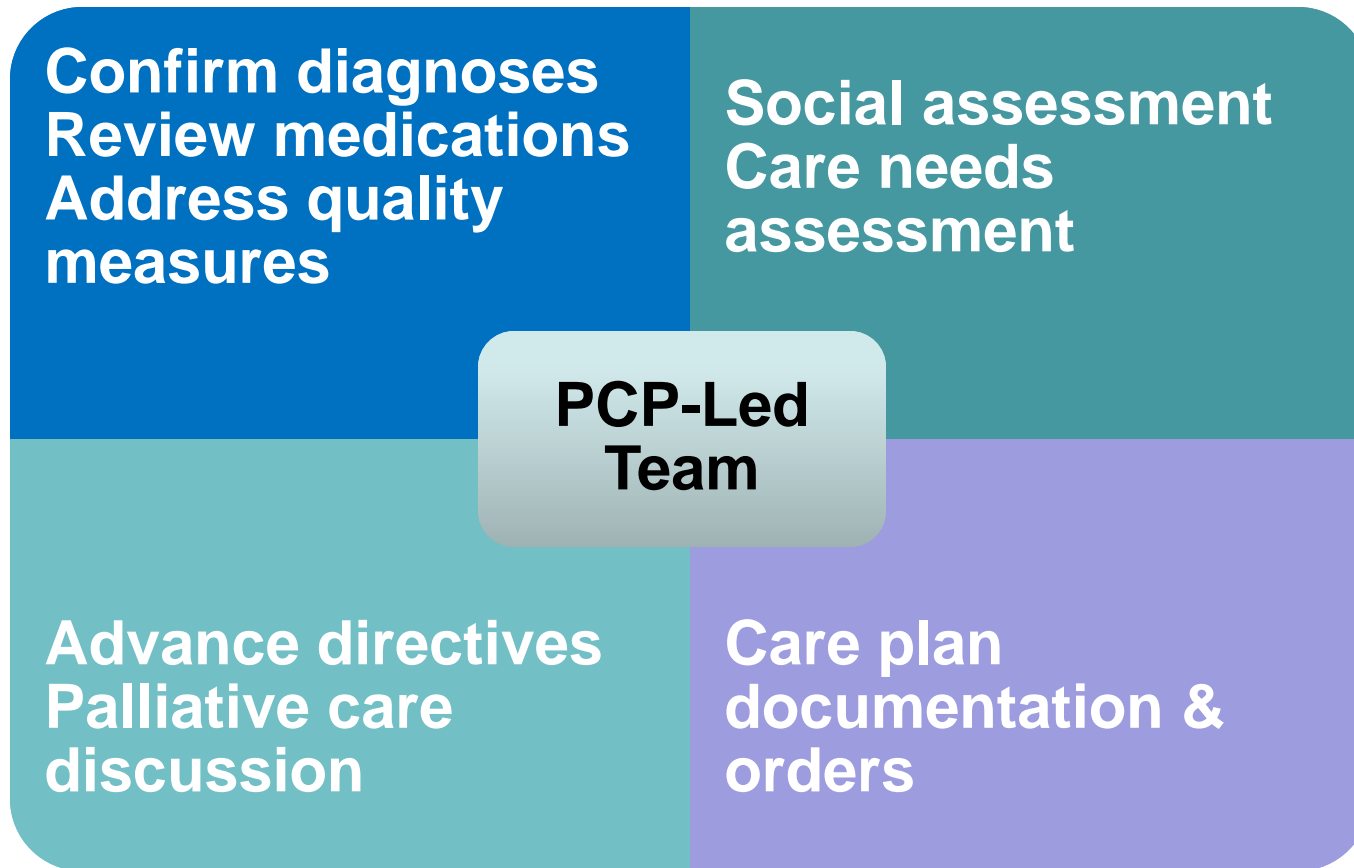 Confirm diagnoses
Review medications
Address quality
measures
Social assessment
Care needs
assessment
PCP-Led
Team
Advance directives
Palliative care
discussion
Care plan
documentation &
orders